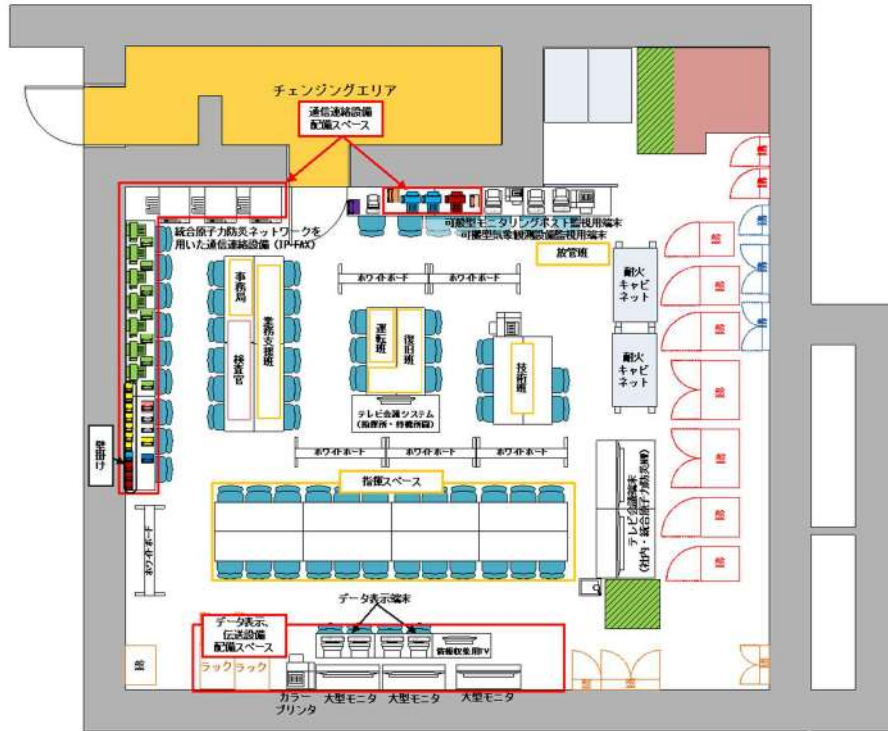 チェンジングエリア
通信連絡設備
配備スペース
統合原子力防災ネットワークを
用いた通信連絡設備（IP-FAX）
可搬型モニタリングポスト監視用端末
可搬型気象観測設備監視用端末
放管班
ホワイトボード
ホワイトボード
耐火
キャビ
ネット
耐火
キャビ
ネット
事務局
業務支援班
検査官
運転班
復旧班
技術班
テレビ会議システム
（指揮所・待機所間）
壁掛け
ホワイトボード
ホワイトボード
ホワイトボード
指揮スペース
テレビ会議端末
（社内・統合原子力防災NW）
ホワイトボード
データ表示端末
データ表示、
伝送設備
配備スペース
情報収集用TV
ラック
ラック
カラー
プリンタ
大型モニタ
大型モニタ
大型モニタ